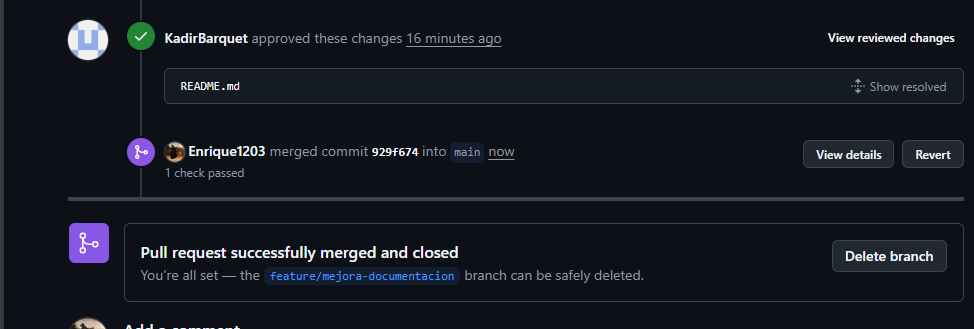 KadirBarquet approved these changes 16 minutes ago
View reviewed changes
README.md
Show resolved
Enrique1203 merged commit 929f674 into main now
View details
Revert
1 check passed
Pull request successfully merged and closed
You're all set — the feature/mejora-documentacion branch can be safely deleted.
Delete branch
Add a comment